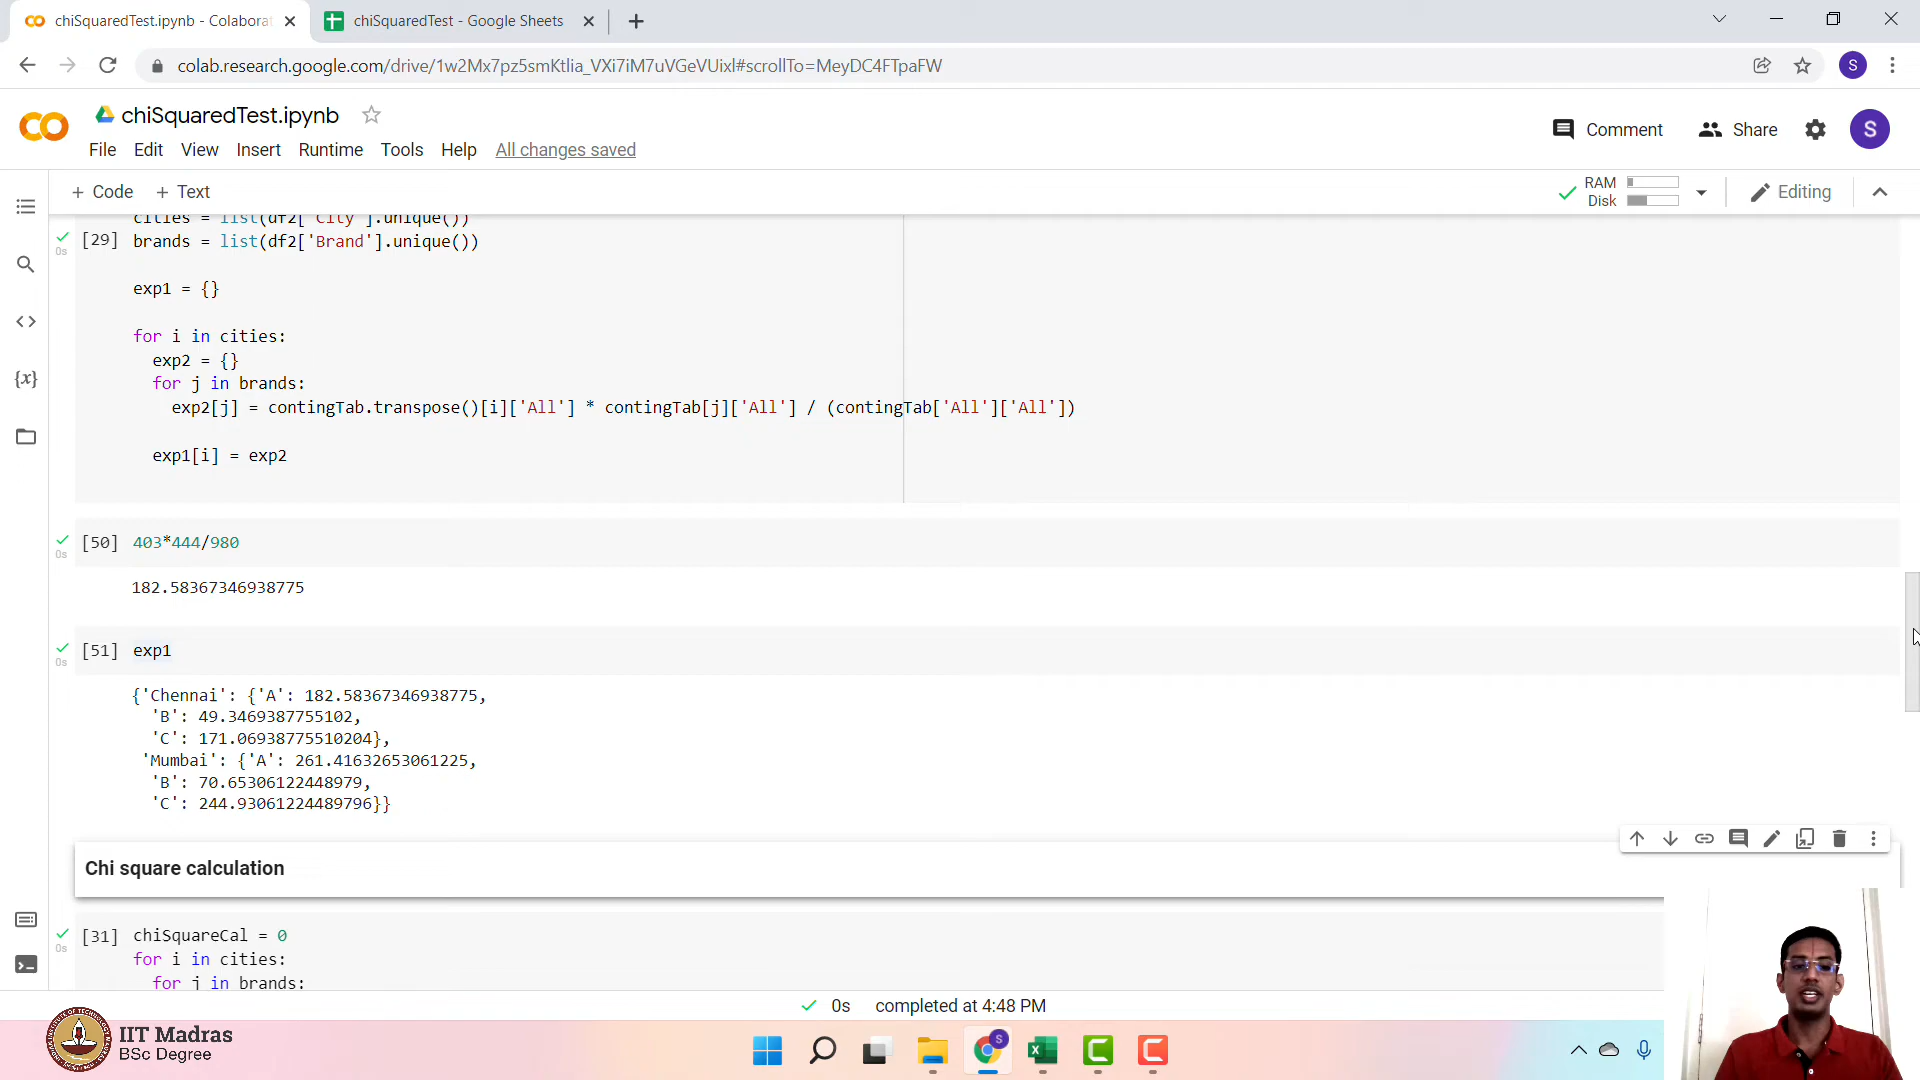 chiSquaredTest.ipynb - Colaborat
chiSquaredTest - Google Sheets
colab.research.google.com/drive/1w2Mx7pz5smKtlia_VXi7iM7uVGeVUixl#scrollTo=MeyDC4FTpaFW
S
chiSquaredTest.ipynb
Comment
Share
S
File Edit View Insert Runtime Tools Help All changes saved
+ Code + Text
RAM
Disk
Editing
cities = list(df2['City'].unique())
[29] brands = list(df2['Brand'].unique())
0s
exp1 = {}
for i in cities:
exp2 = {}
for j in brands:
exp2[j] = contingTab.transpose()[i]['All'] * contingTab[j]['All'] / (contingTab['All']['All'])
exp1[i] = exp2
[50] 403*444/980
0s
182.58367346938775
[51] exp1
0s
{'Chennai': {'A': 182.58367346938775,
'B': 49.3469387755102,
'C': 171.06938775510204},
'Mumbai': {'A': 261.41632653061225,
'B': 70.65306122448979,
'C': 244.93061224489796}}
Chi square calculation
[31] chiSquareCal = 0
0s
for i in cities:
for j in brands:
0s completed at 4:48 PM
IIT Madras
BSc Degree
S